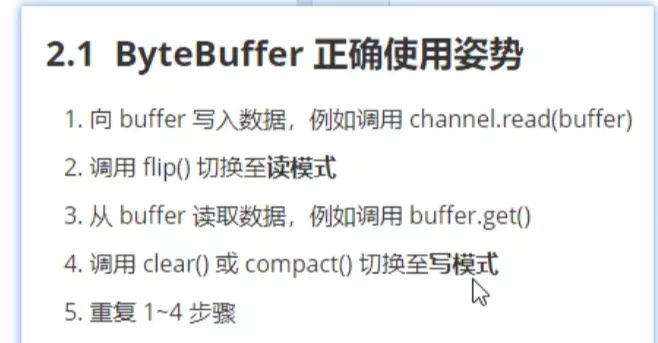 2.1 ByteBuffer 正确使用姿势
1. 向 buffer 写入数据，例如调用 channel.read(buffer)
2. 调用 flip() 切换至读模式
3. 从 buffer 读取数据，例如调用 buffer.get()
4. 调用 clear() 或 compact() 切换至写模式
5. 重复 1~4 步骤